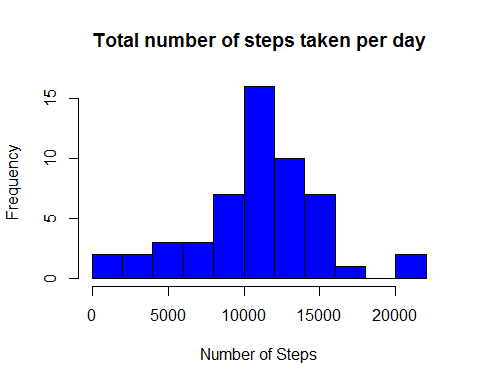 Total number of steps taken per day
Frequency
15
10
5
0
0 5000 10000 15000 20000
Number of Steps